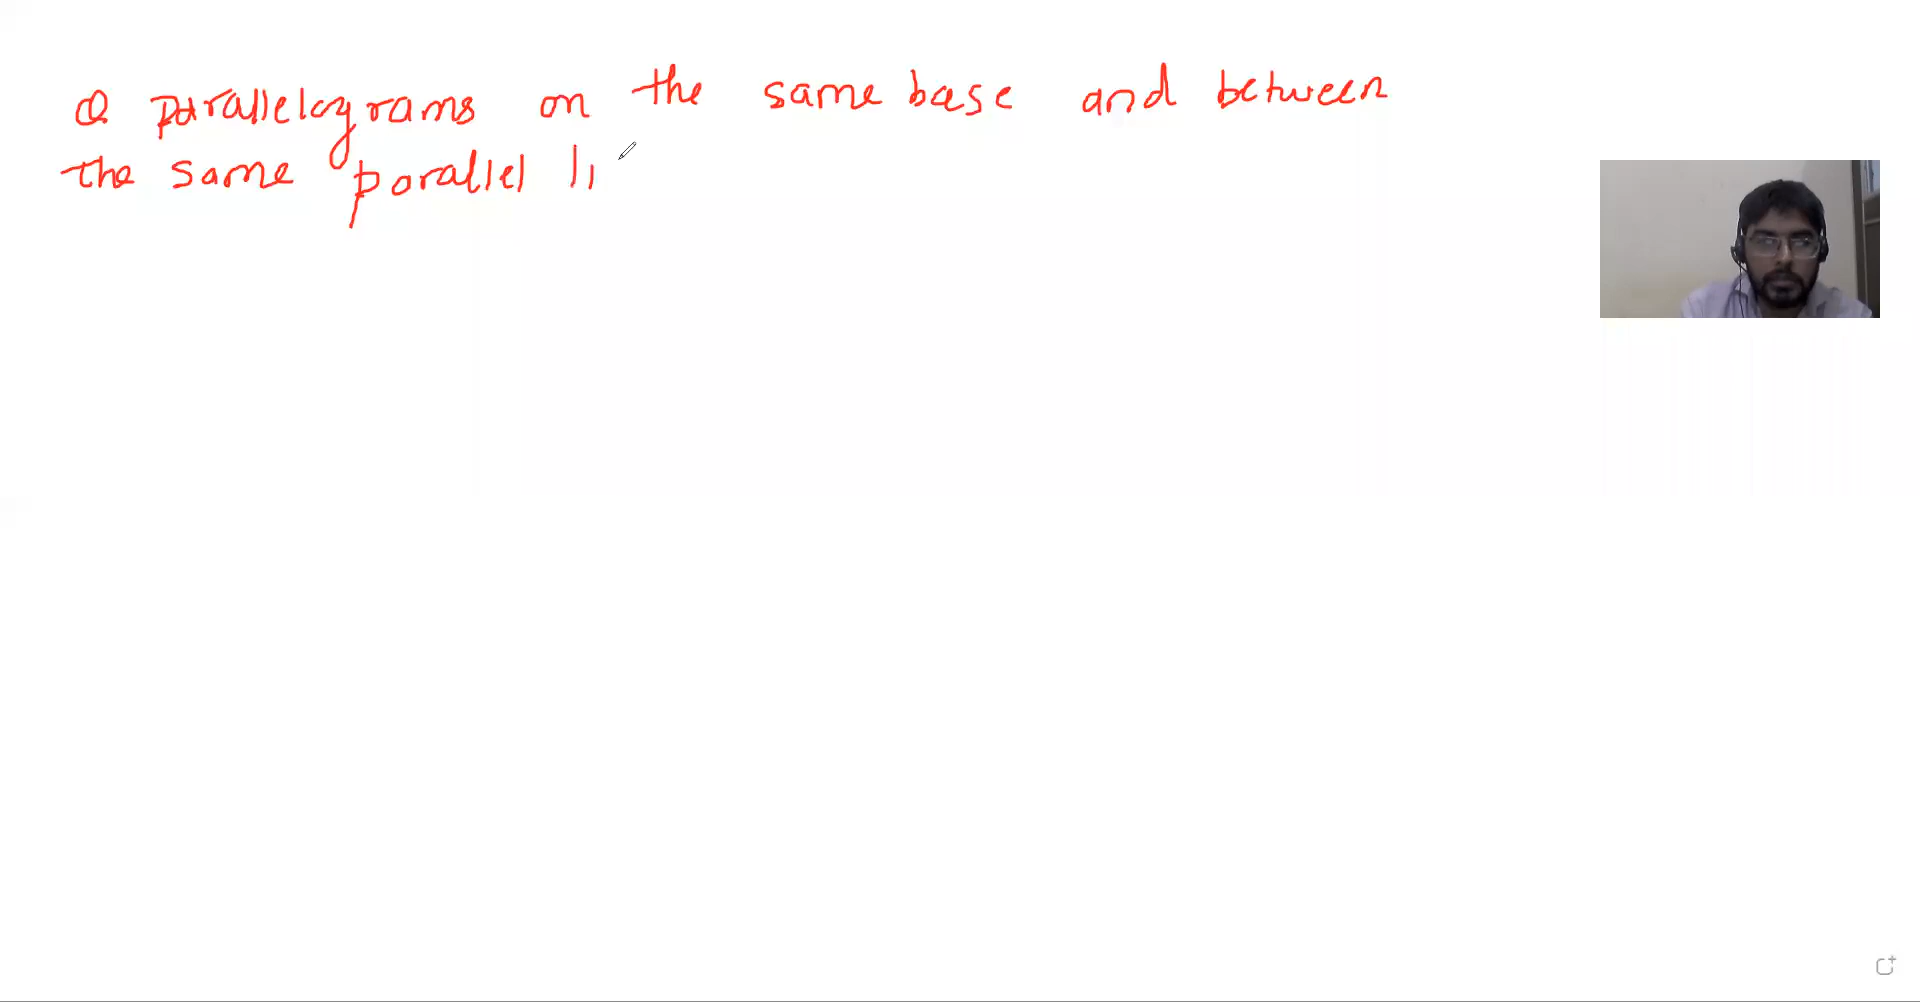 Q Parallelograms on the same base and between
the same parallel li